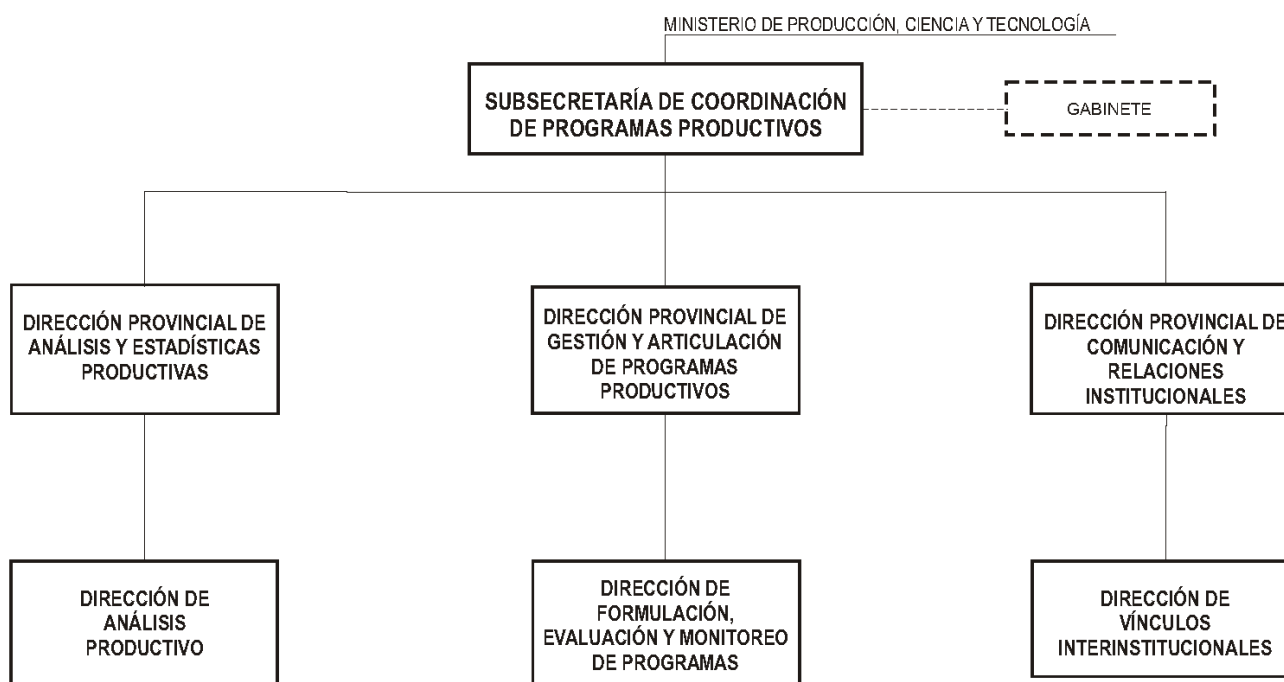 MINISTERIO DE PRODUCCIÓN, CIENCIA Y TECNOLOGÍA
SUBSECRETARÍA DE COORDINACIÓN
DE PROGRAMAS PRODUCTIVOS
GABINETE
DIRECCIÓN PROVINCIAL DE
ANÁLISIS Y ESTADÍSTICAS
PRODUCTIVAS
DIRECCIÓN PROVINCIAL DE
GESTIÓN Y ARTICULACIÓN
DE PROGRAMAS
PRODUCTIVOS
DIRECCIÓN PROVINCIAL DE
COMUNICACIÓN Y
RELACIONES
INSTITUCIONALES
DIRECCIÓN DE
ANÁLISIS
PRODUCTIVO
DIRECCIÓN DE
FORMULACIÓN,
EVALUACIÓN Y MONITOREO
DE PROGRAMAS
DIRECCIÓN DE
VÍNCULOS
INTERINSTITUCIONALES